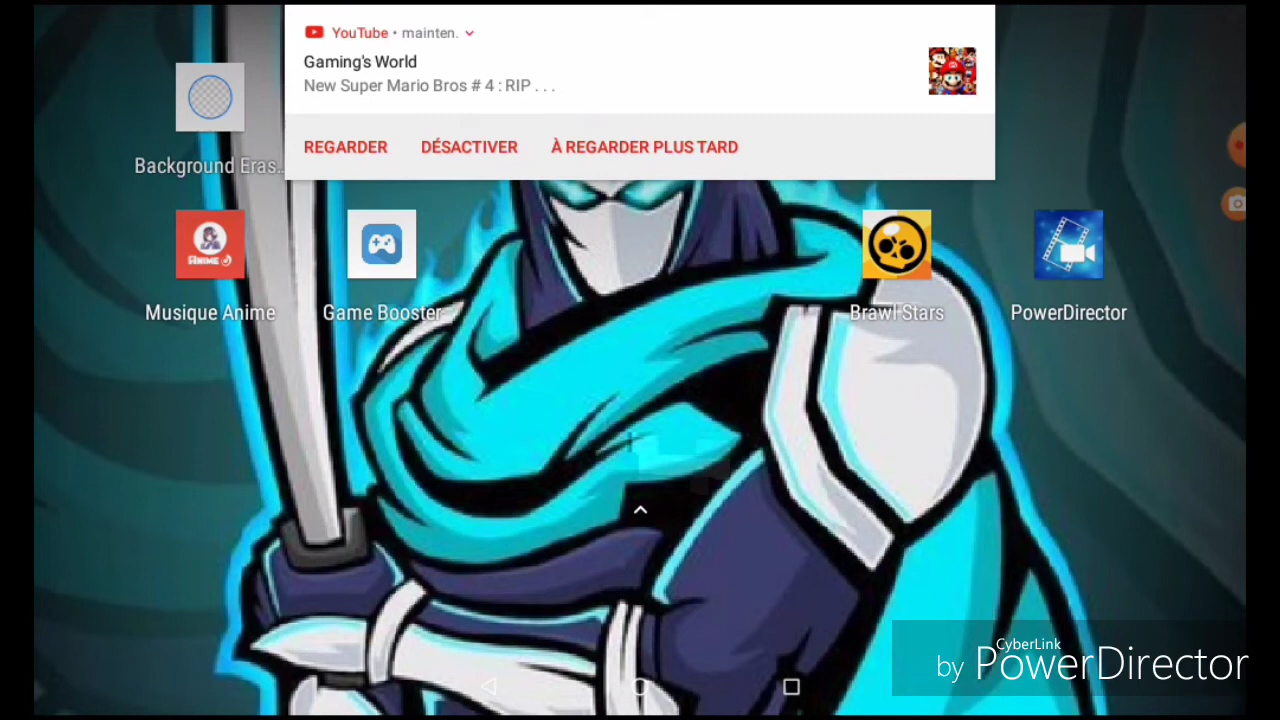 YouTube • mainten.
Gaming's World
New Super Mario Bros # 4 : RIP . . .
REGARDER DÉSACTIVER À REGARDER PLUS TARD
Background Eras...
ANIME
Musique Anime
Game Booster
Brawl Stars
PowerDirector
CyberLink
by PowerDirector